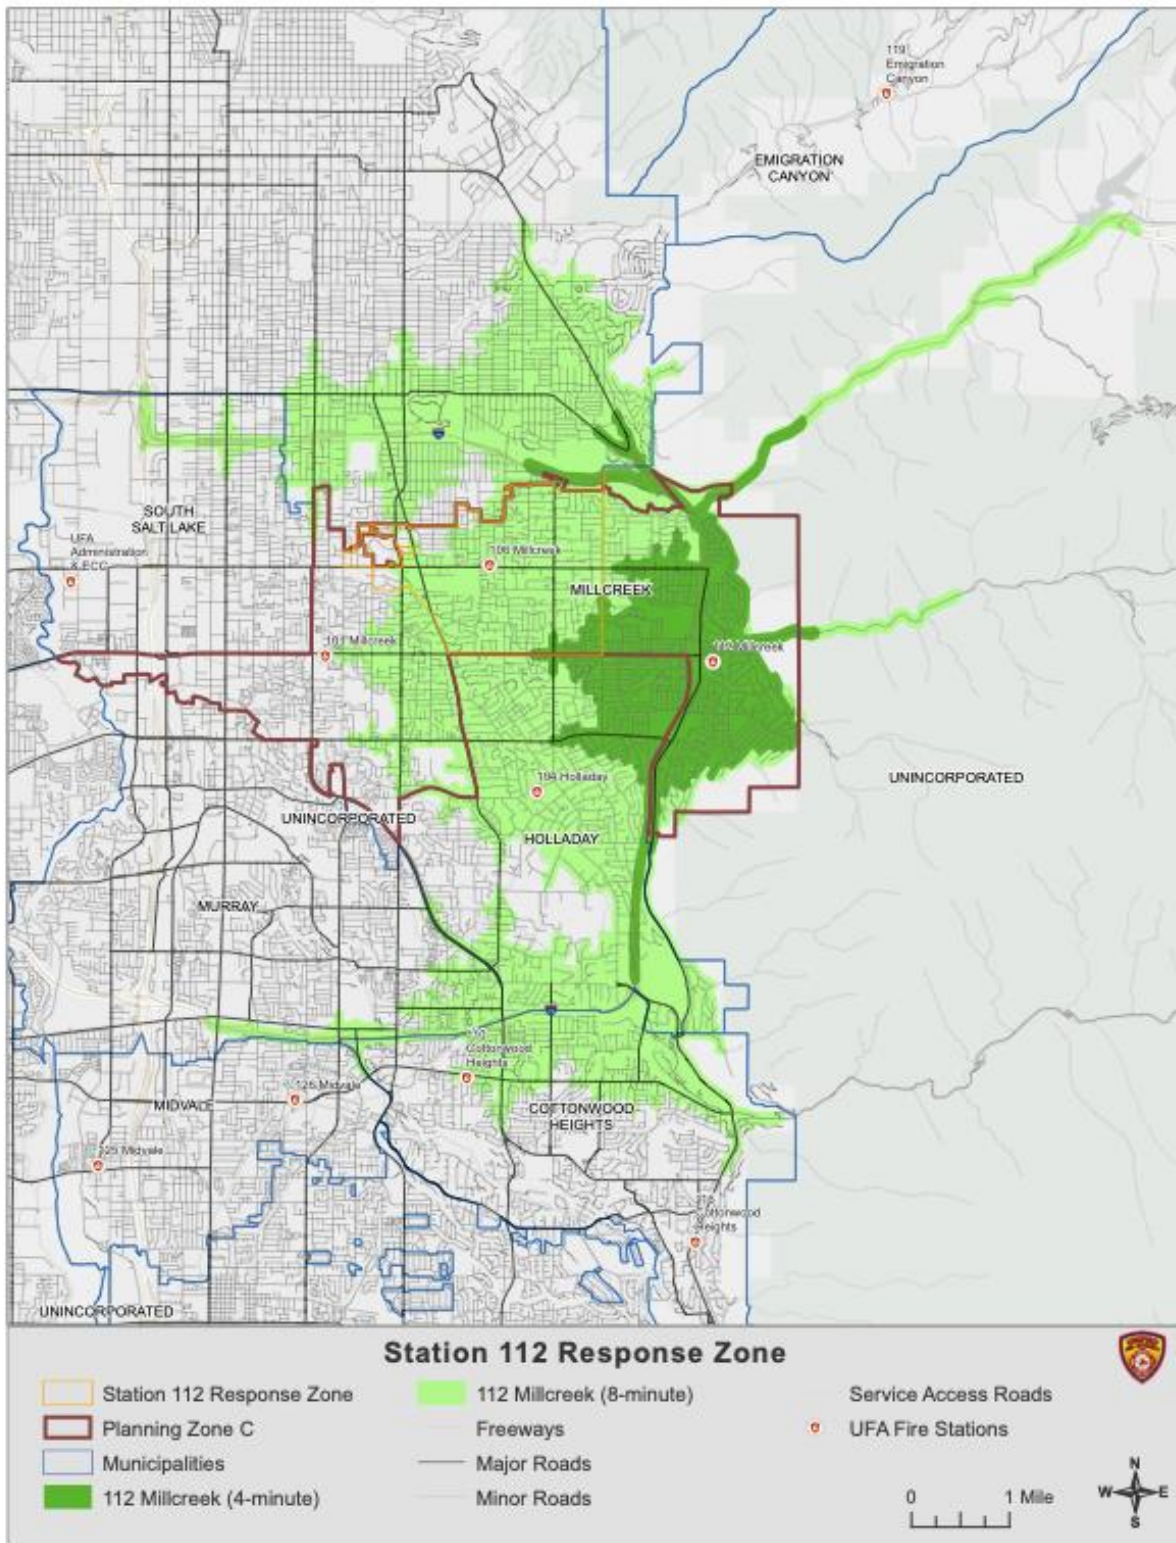 119
Emigration
Canyon
EMIGRATION
CANYON
SOUTH
SALT LAKE
UFA
Administration
& ECC
106 Millcreek
MILLCREEK
101 Millcreek
112 Millcreek
104 Holladay
UNINCORPORATED
UNINCORPORATED
HOLLADAY
MURRAY
110
Cottonwood
Heights
126 Midvale
MIDVALE
COTTONWOOD
HEIGHTS
125 Midvale
Cottonwood
Heights
UNINCORPORATED
Station 112 Response Zone
Station 112 Response Zone
Planning Zone C
Municipalities
112 Millcreek (4-minute)
112 Millcreek (8-minute)
Freeways
Major Roads
Minor Roads
Service Access Roads
UFA Fire Stations
0 1 Mile
N
W E
S